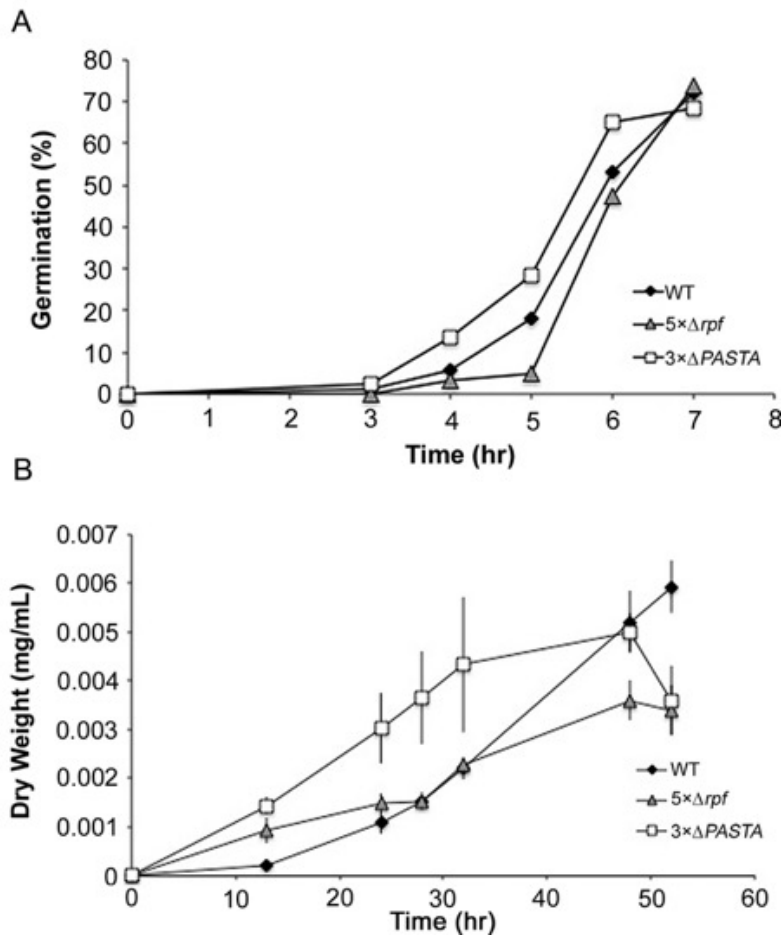 A
80
70
60
50
40
30
20
10
0
Germination (%)
WT
5×Δrpf
3×ΔPASTA
0 1 2 3 4 5 6 7 8
Time (hr)
B
0.007
0.006
0.005
0.004
0.003
0.002
0.001
0
Dry Weight (mg/mL)
WT
5×Δrpf
3×ΔPASTA
0 10 20 30 40 50 60
Time (hr)